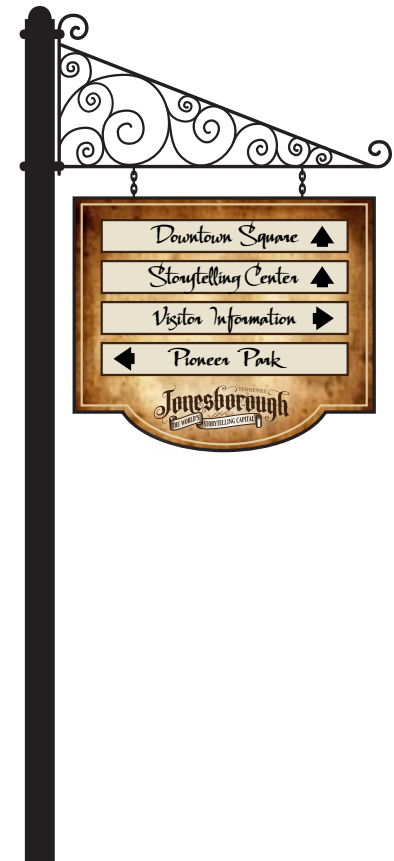 Downtown Square
Storytelling Center
Visitor Information
Pioneer Park
TENNESSEE
Jonesborough
THE WORLD'S STORYTELLING CAPITAL